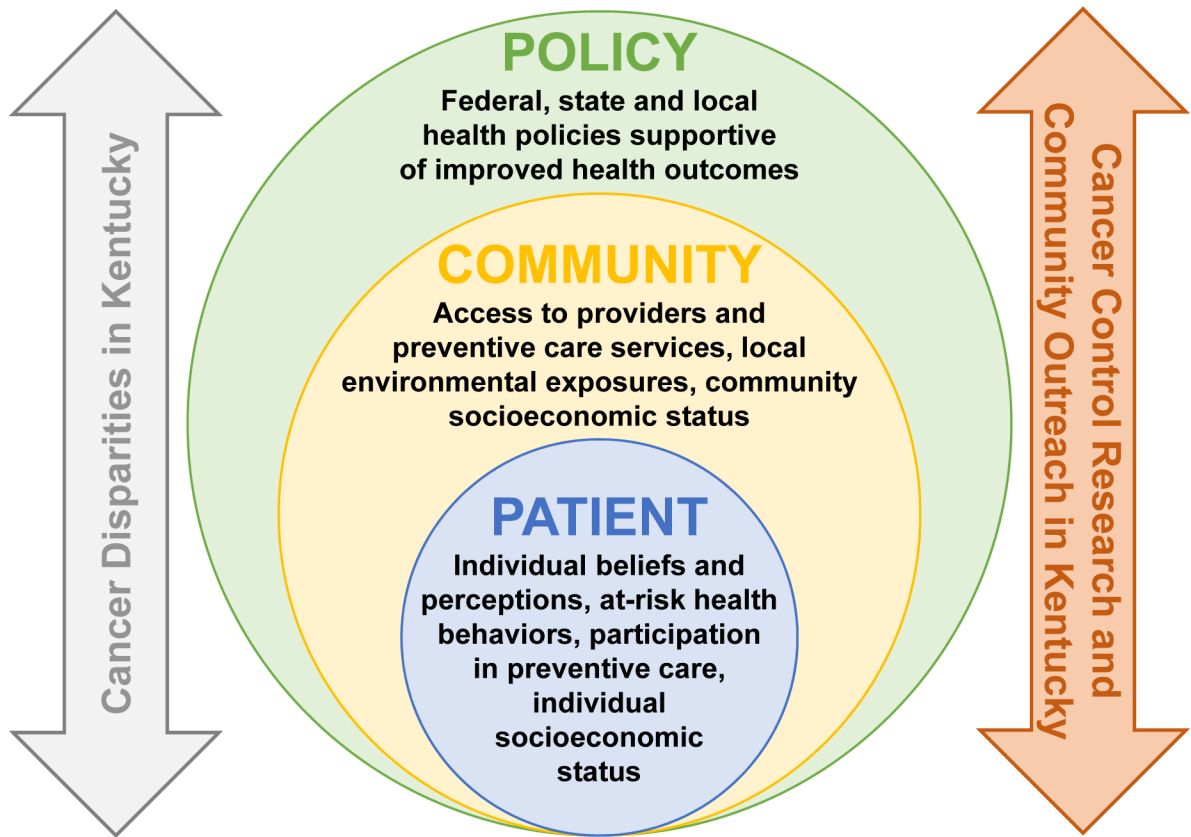 Cancer Disparities in Kentucky
POLICY
Federal, state and local
health policies supportive
of improved health outcomes
COMMUNITY
Access to providers and
preventive care services, local
environmental exposures, community
socioeconomic status
PATIENT
Individual beliefs and
perceptions, at-risk health
behaviors, participation
in preventive care,
individual
socioeconomic
status
Cancer Control Research and
Community Outreach in Kentucky